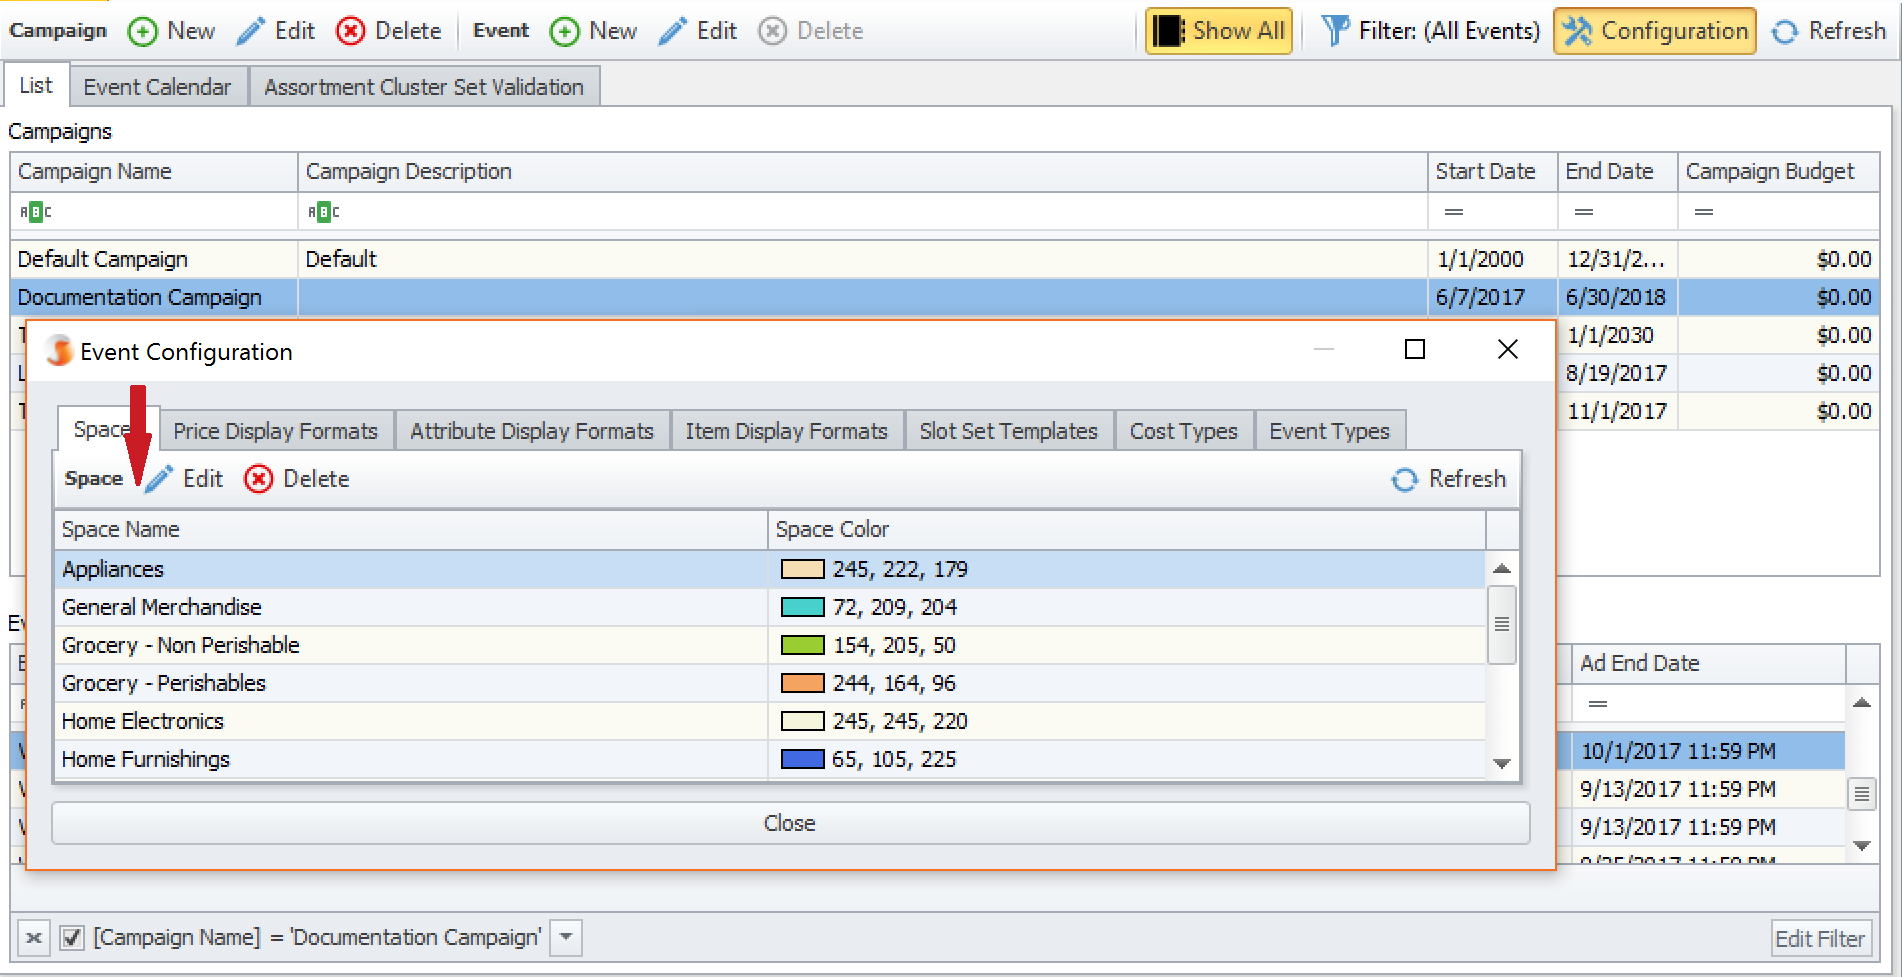 Campaign New Edit Delete Event New Edit Delete Show All Filter: (All Events) Configuration Refresh
List Event Calendar Assortment Cluster Set Validation
Campaigns
Campaign Name Campaign Description Start Date End Date Campaign Budget
ABC ABC = = =
Default Campaign Default 1/1/2000 12/31/2... $0.00
Documentation Campaign 6/7/2017 6/30/2018 $0.00
1/1/2030 $0.00
8/19/2017 $0.00
11/1/2017 $0.00
Event Configuration
Space Price Display Formats Attribute Display Formats Item Display Formats Slot Set Templates Cost Types Event Types
Space Edit Delete Refresh
Space Name Space Color
Appliances 245, 222, 179
General Merchandise 72, 209, 204
Grocery - Non Perishable 154, 205, 50
Grocery - Perishables 244, 164, 96
Home Electronics 245, 245, 220
Home Furnishings 65, 105, 225
Close
Ad End Date
=
10/1/2017 11:59 PM
9/13/2017 11:59 PM
9/13/2017 11:59 PM
[Campaign Name] = 'Documentation Campaign' Edit Filter